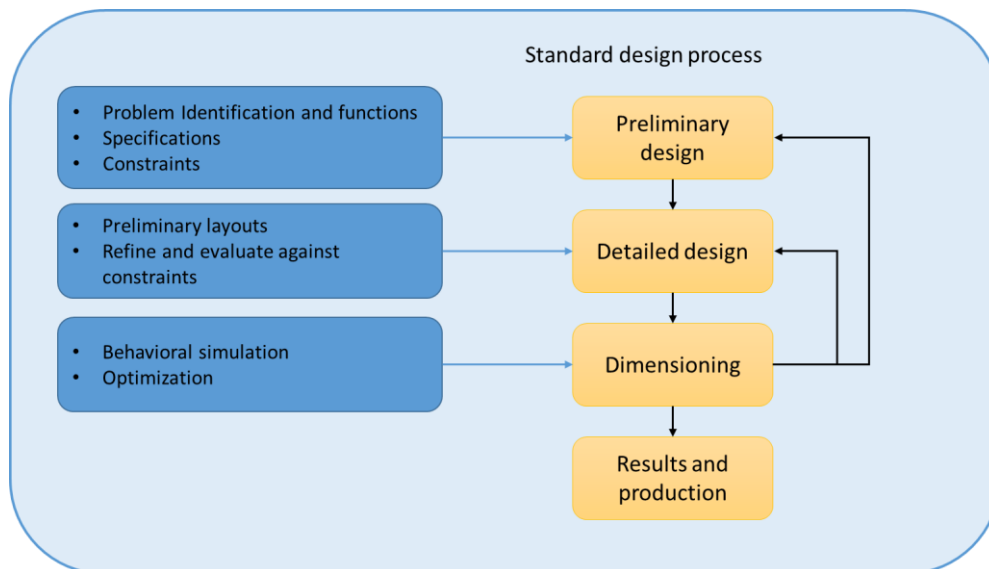 Standard design process
• Problem Identification and functions
• Specifications
• Constraints
Preliminary
design
• Preliminary layouts
• Refine and evaluate against
constraints
Detailed design
• Behavioral simulation
• Optimization
Dimensioning
Results and
production